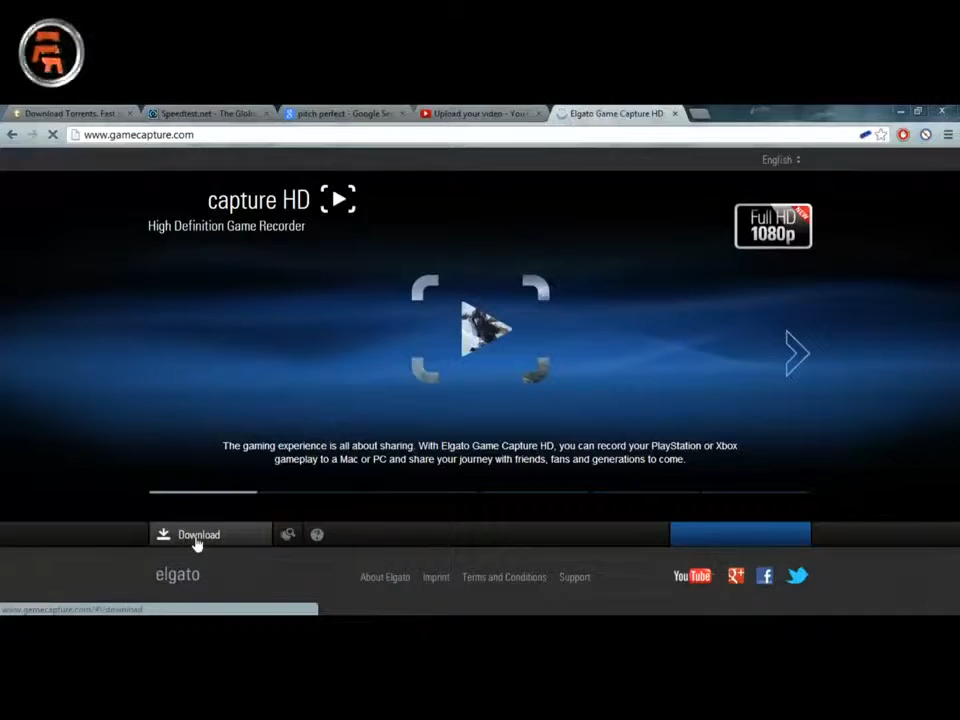 Download Torrents. Fast
Speedtest.net - The Glob
pitch perfect - Google Se
Upload your video - You
Elgato Game Capture HD
www.gamecapture.com
English
capture HD
High Definition Game Recorder
Full HD
NEW
1080p
The gaming experience is all about sharing. With Elgato Game Capture HD, you can record your PlayStation or Xbox
gameplay to a Mac or PC and share your journey with friends, fans and generations to come.
Download
elgato
About Elgato
Imprint
Terms and Conditions
Support
YouTube
www.gamecapture.com/#!/download